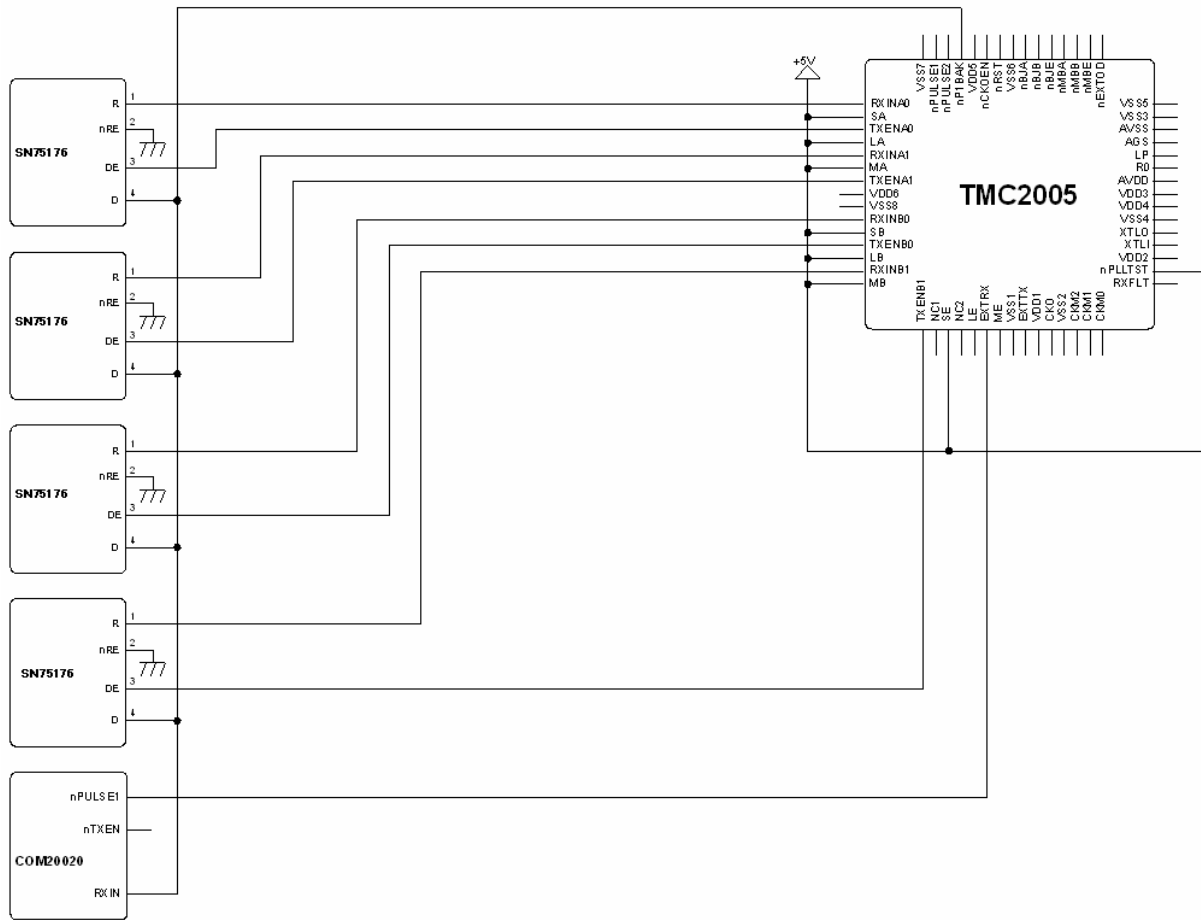 +5V
VSS7
nPULSE1
nPULSE2
nP1BAK
VDD5
nCKOEN
nRST
VSS6
nBJA
nBJB
nBJE
nMBA
nMBB
nMBE
nEXTOD
RXINA0
SA
TXENA0
LA
RXINA1
MA
TXENA1
VDD6
VSS8
RXINB0
SB
TXENB0
LB
RXINB1
MB
TMC2005
VSS5
VSS3
AVSS
AGS
LP
R0
AVDD
VDD3
VDD4
VSS4
XTLO
XTLI
VDD2
nPLLTST
RXFLT
TXENB1
NC1
SE
NC2
LE
EXTRX
ME
VSS1
EXTTX
VDD1
CKO
VSS2
CKM2
CKM1
CKM0
R 1
nRE 2
SN75176
DE 3
D 4
R 1
nRE 2
SN75176
DE 3
D 4
R 1
nRE 2
SN75176
DE 3
D 4
R 1
nRE 2
SN75176
DE 3
D 4
nPULSE1
nTXEN
COM20020
RXIN